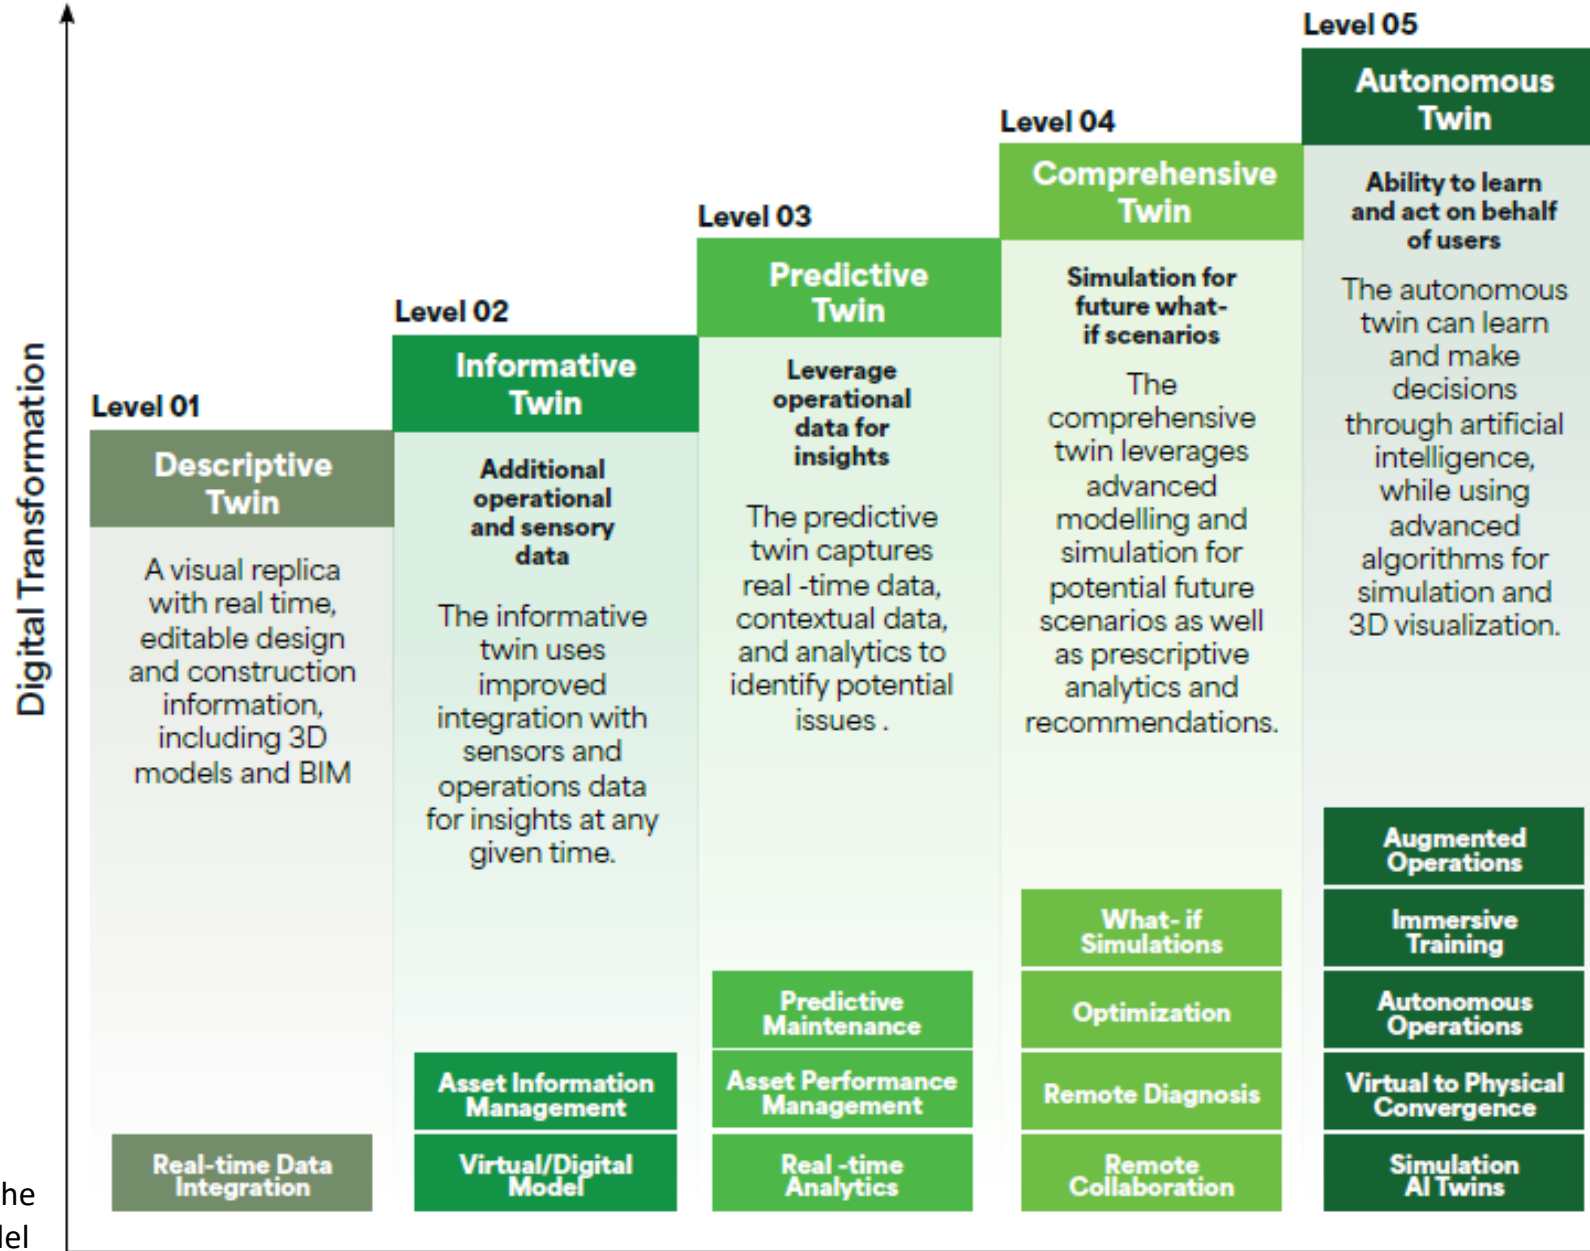 Digital Transformation
Level 01
Descriptive
Twin
A visual replica
with real time,
editable design
and construction
information,
including 3D
models and BIM
Real-time Data
Integration
Level 02
Informative
Twin
Additional
operational
and sensory
data
The informative
twin uses
improved
integration with
sensors and
operations data
for insights at any
given time.
Asset Information
Management
Virtual/Digital
Model
Level 03
Predictive
Twin
Leverage
operational
data for
insights
The predictive
twin captures
real -time data,
contextual data,
and analytics to
identify potential
issues .
Predictive
Maintenance
Asset Performance
Management
Real -time
Analytics
Level 04
Comprehensive
Twin
Simulation for
future what-
if scenarios
The
comprehensive
twin leverages
advanced
modelling and
simulation for
potential future
scenarios as well
as prescriptive
analytics and
recommendations.
What- if
Simulations
Optimization
Remote Diagnosis
Remote
Collaboration
Level 05
Autonomous
Twin
Ability to learn
and act on behalf
of users
The autonomous
twin can learn
and make
decisions
through artificial
intelligence,
while using
advanced
algorithms for
simulation and
3D visualization.
Augmented
Operations
Immersive
Training
Autonomous
Operations
Virtual to Physical
Convergence
Simulation
AI Twins